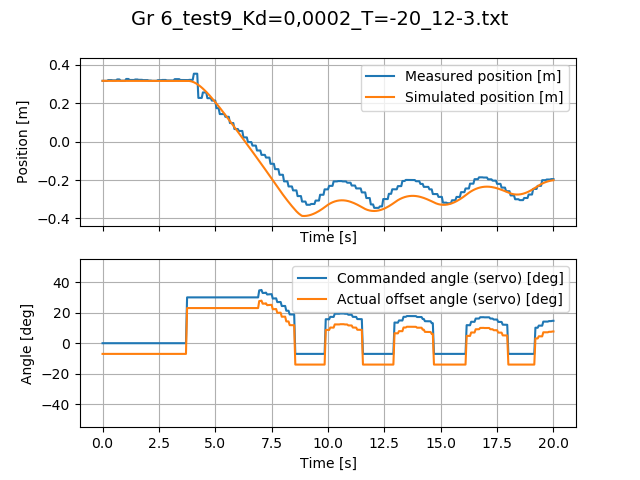 Gr 6_test9_Kd=0,0002_T=-20_12-3.txt
0.4
0.2
0.0
−0.2
−0.4
Position [m]
Measured position [m]
Simulated position [m]
Time [s]
40
20
0
−20
−40
Angle [deg]
Commanded angle (servo) [deg]
Actual offset angle (servo) [deg]
0.0 2.5 5.0 7.5 10.0 12.5 15.0 17.5 20.0
Time [s]